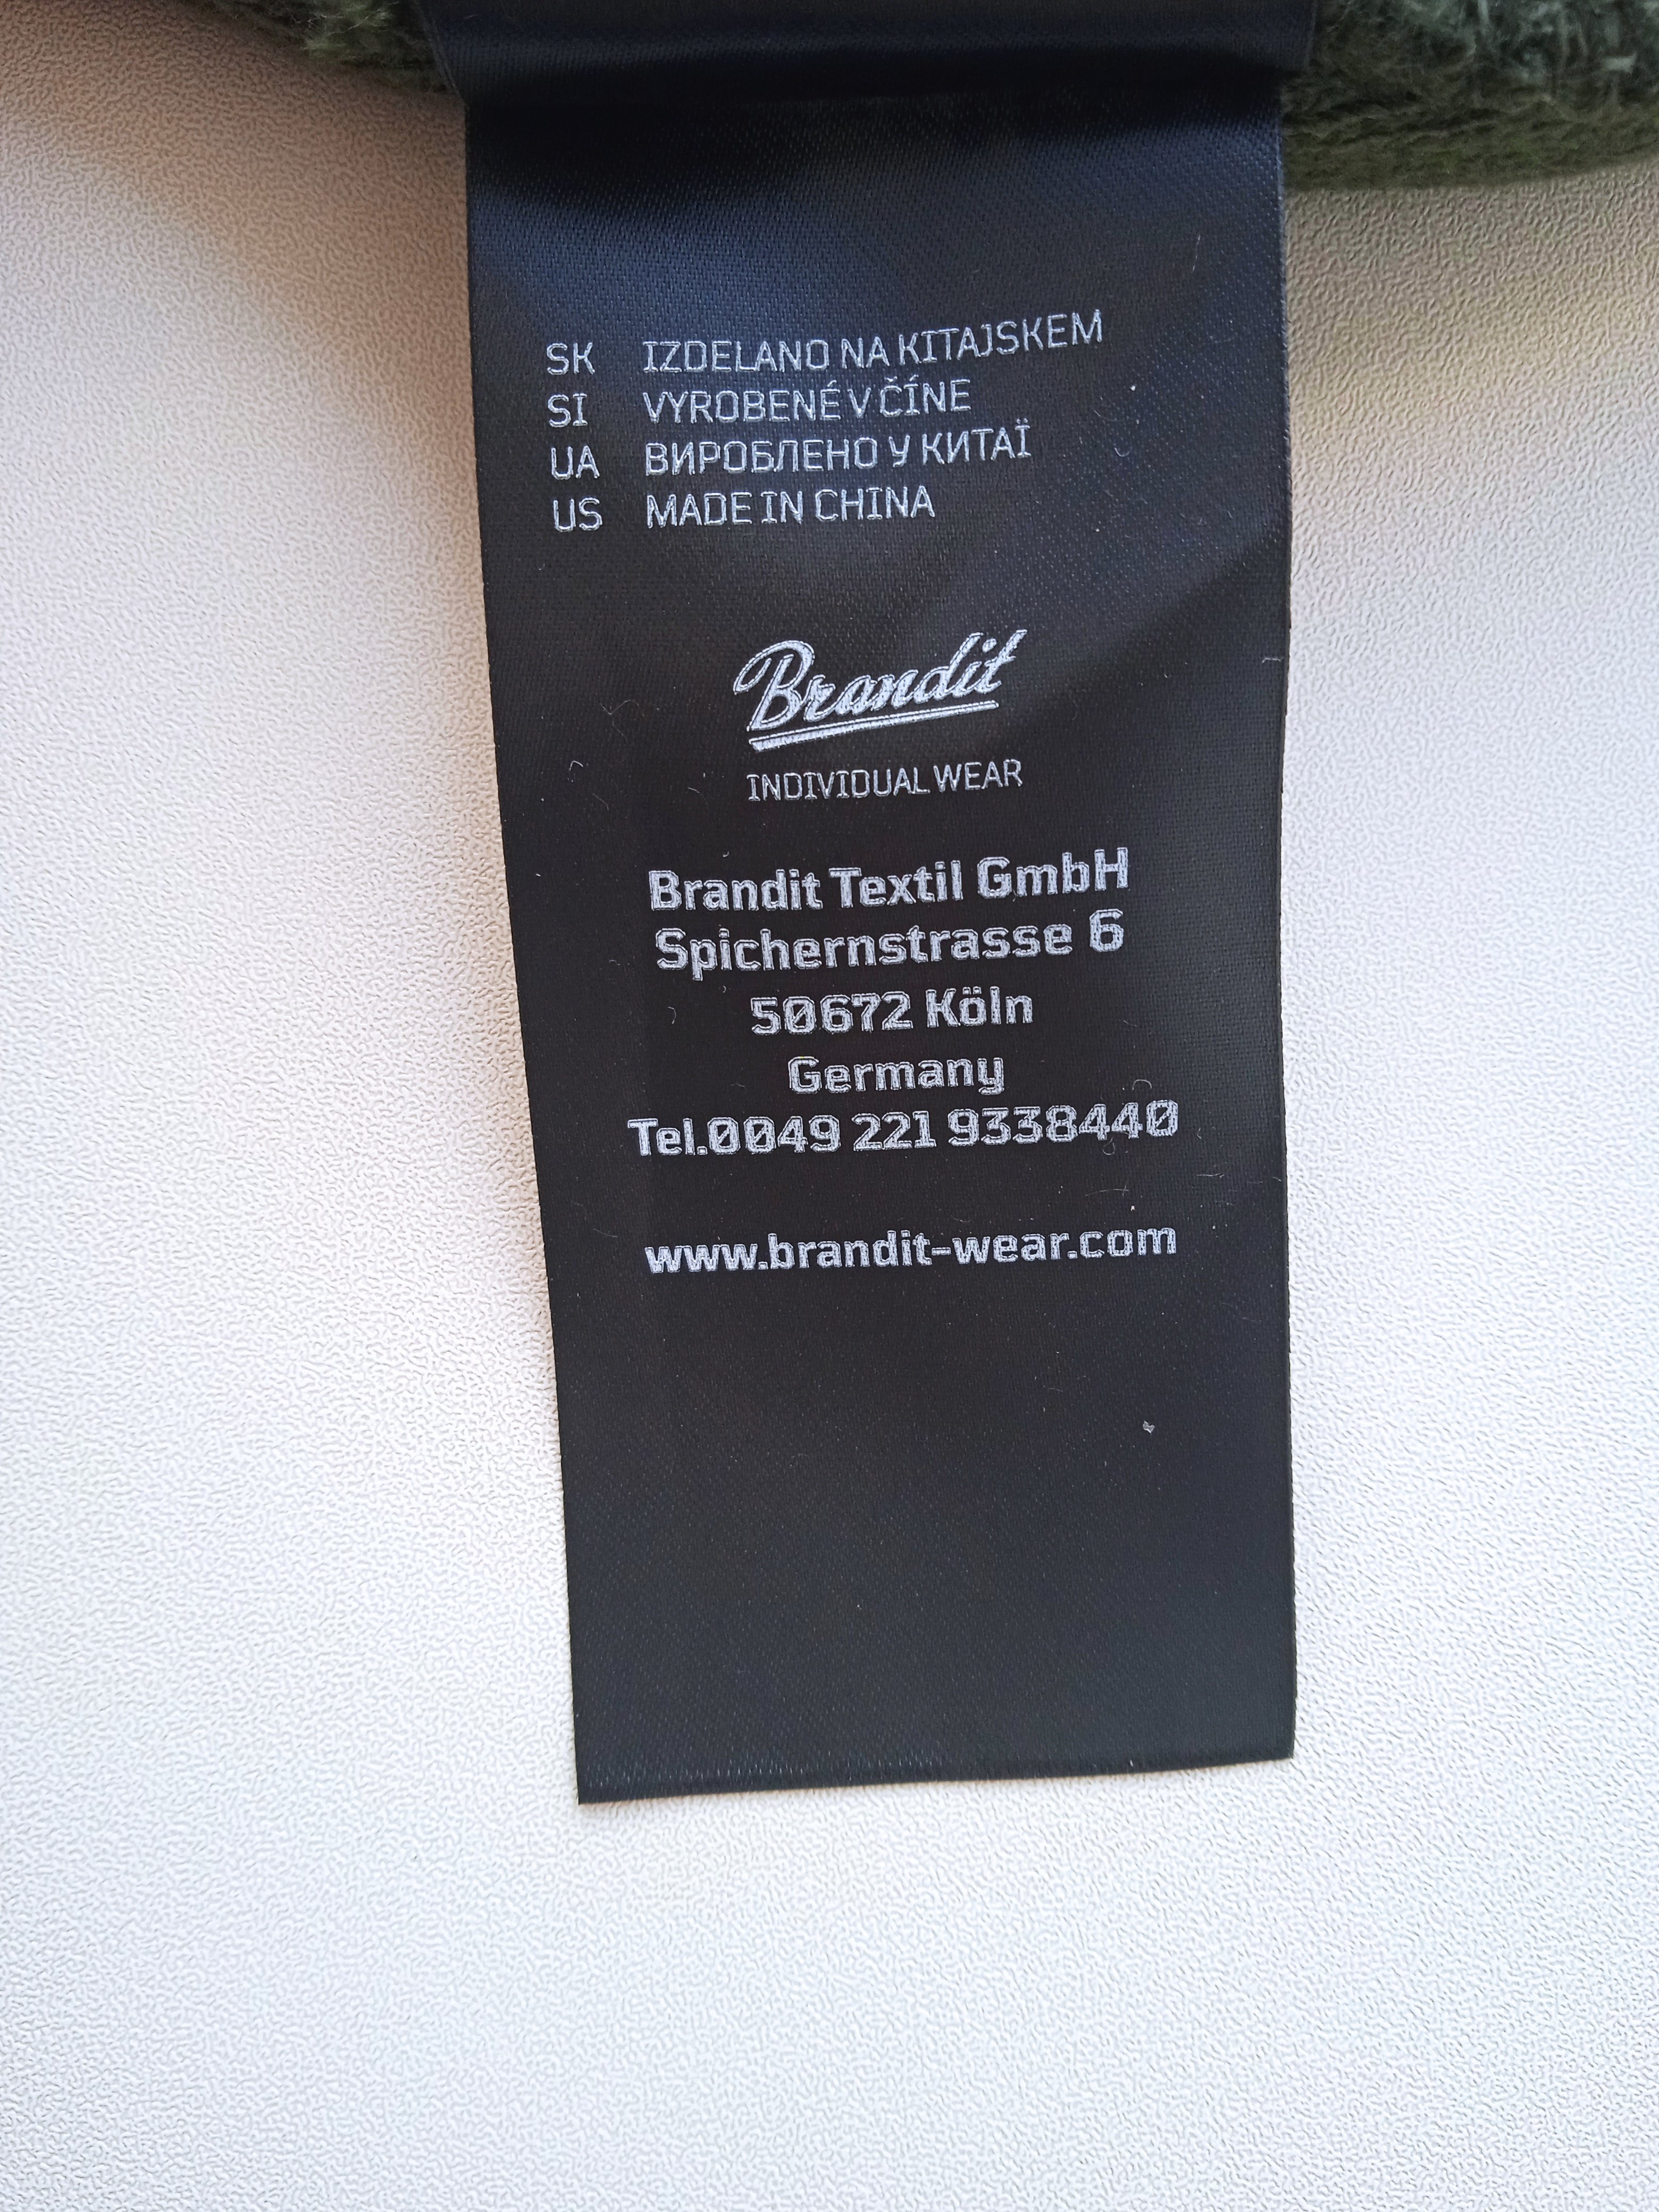 SK IZDELANO NA KITAJSKEM
SI VYROBENÉ V ČÍNE
UA ВИРОБЛЕНО У КИТАЇ
US MADE IN CHINA
Brandit
INDIVIDUAL WEAR
Brandit Textil GmbH
Spichernstrasse 6
50672 Köln
Germany
Tel.0049 221 9338440
www.brandit-wear.com